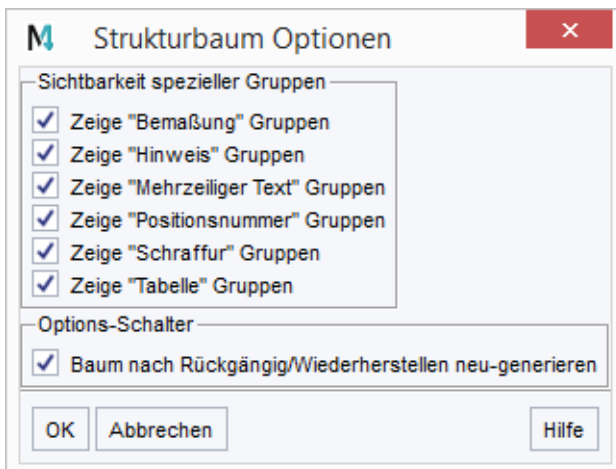 Strukturbaum Optionen
Sichtbarkeit spezieller Gruppen
Zeige "Bemaßung" Gruppen
Zeige "Hinweis" Gruppen
Zeige "Mehrzeiliger Text" Gruppen
Zeige "Positionsnummer" Gruppen
Zeige "Schraffur" Gruppen
Zeige "Tabelle" Gruppen
Options-Schalter
Baum nach Rückgängig/Wiederherstellen neu-generieren
OK Abbrechen Hilfe